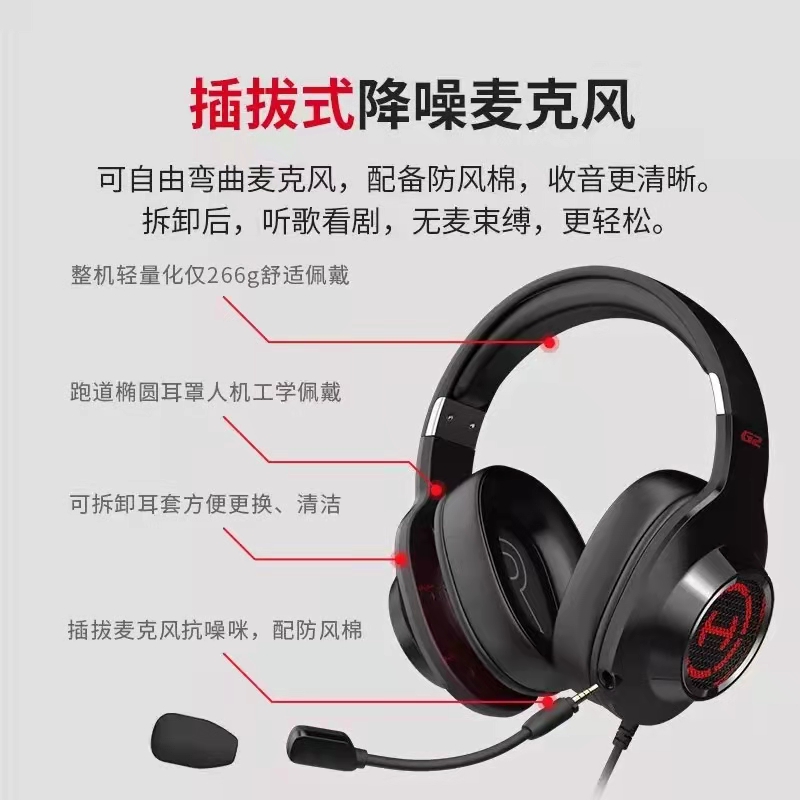 插拔式降噪麦克风
可自由弯曲麦克风，配备防风棉，收音更清晰。
拆卸后，听歌看剧，无麦束缚，更轻松。
整机轻量化仅266g舒适佩戴
跑道椭圆耳罩人机工学佩戴
G2
可拆卸耳套方便更换、清洁
插拔麦克风抗噪咪，配防风棉